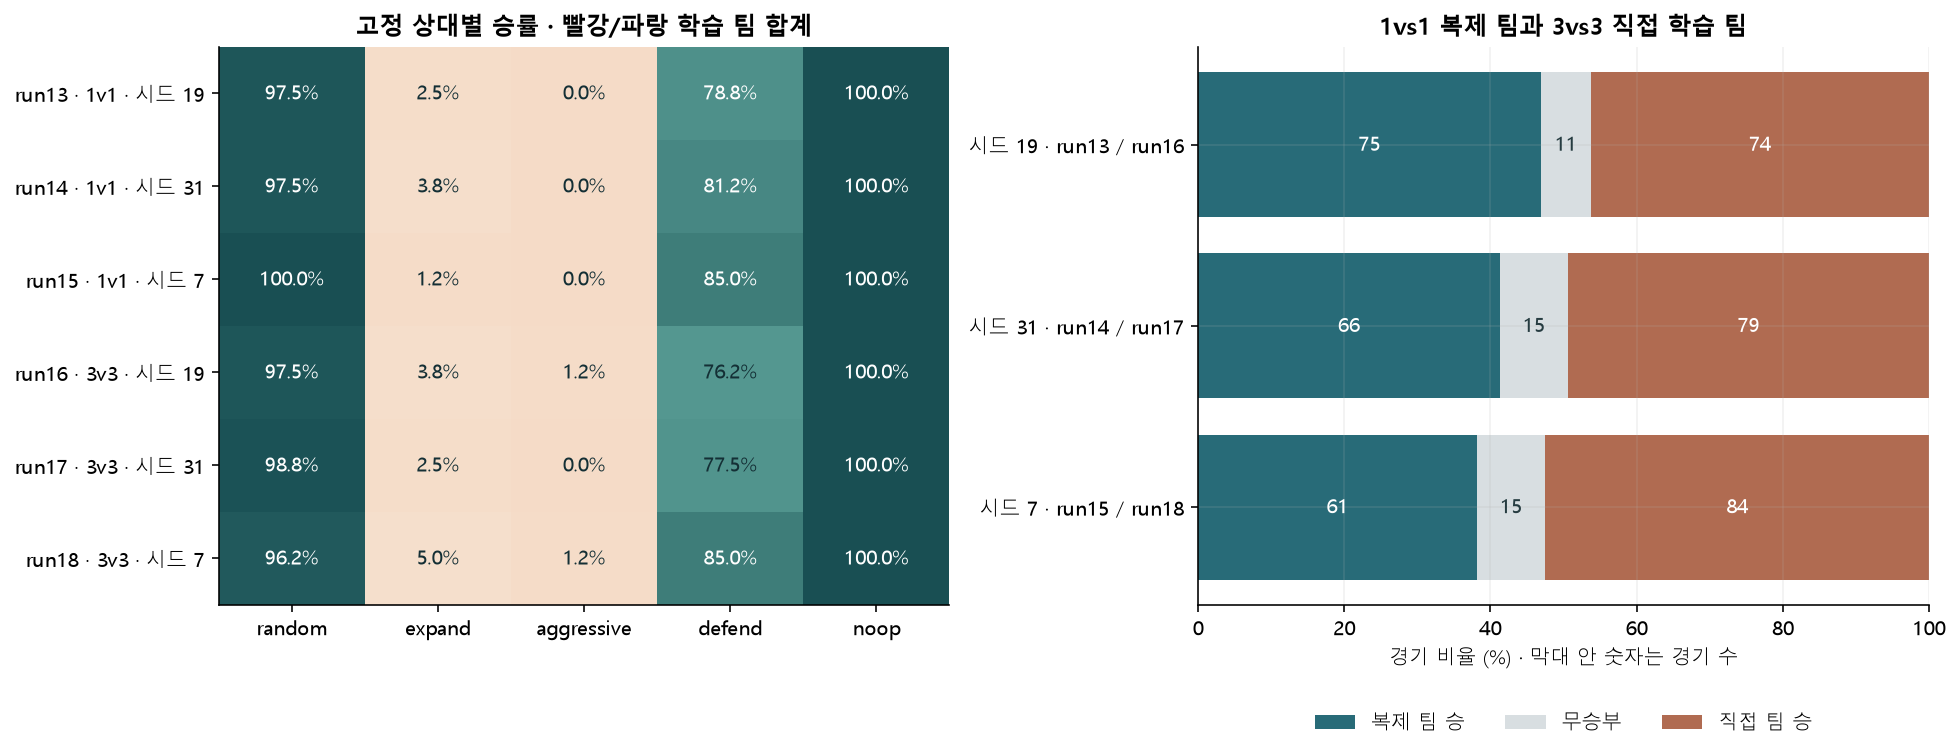 고정 상대별 승률 · 빨강/파랑 학습 팀 합계
run13 · 1v1 · 시드 19 97.5% 2.5% 0.0% 78.8% 100.0%
run14 · 1v1 · 시드 31 97.5% 3.8% 0.0% 81.2% 100.0%
run15 · 1v1 · 시드 7 100.0% 1.2% 0.0% 85.0% 100.0%
run16 · 3v3 · 시드 19 97.5% 3.8% 1.2% 76.2% 100.0%
run17 · 3v3 · 시드 31 98.8% 2.5% 0.0% 77.5% 100.0%
run18 · 3v3 · 시드 7 96.2% 5.0% 1.2% 85.0% 100.0%
random expand aggressive defend noop
1vs1 복제 팀과 3vs3 직접 학습 팀
시드 19 · run13 / run16 75 11 74
시드 31 · run14 / run17 66 15 79
시드 7 · run15 / run18 61 15 84
0 20 40 60 80 100
경기 비율 (%) · 막대 안 숫자는 경기 수
복제 팀 승 무승부 직접 팀 승